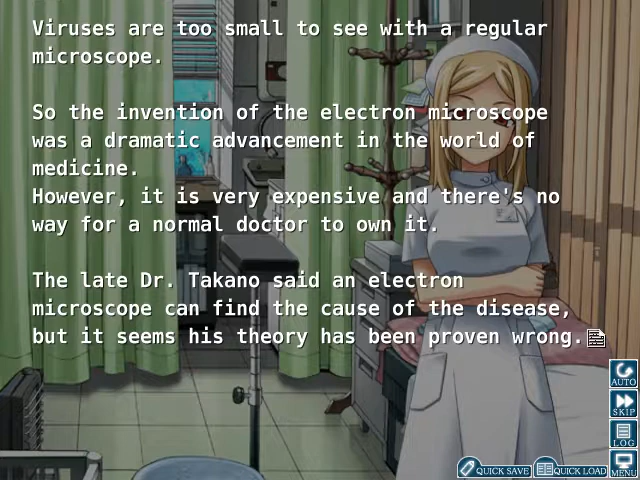 Viruses are too small to see with a regular
microscope.
So the invention of the electron microscope
was a dramatic advancement in the world of
medicine.
However, it is very expensive and there's no
way for a normal doctor to own it.
The late Dr. Takano said an electron
microscope can find the cause of the disease,
but it seems his theory has been proven wrong.
AUTO
SKIP
LOG
MENU
QUICK SAVE
QUICK LOAD